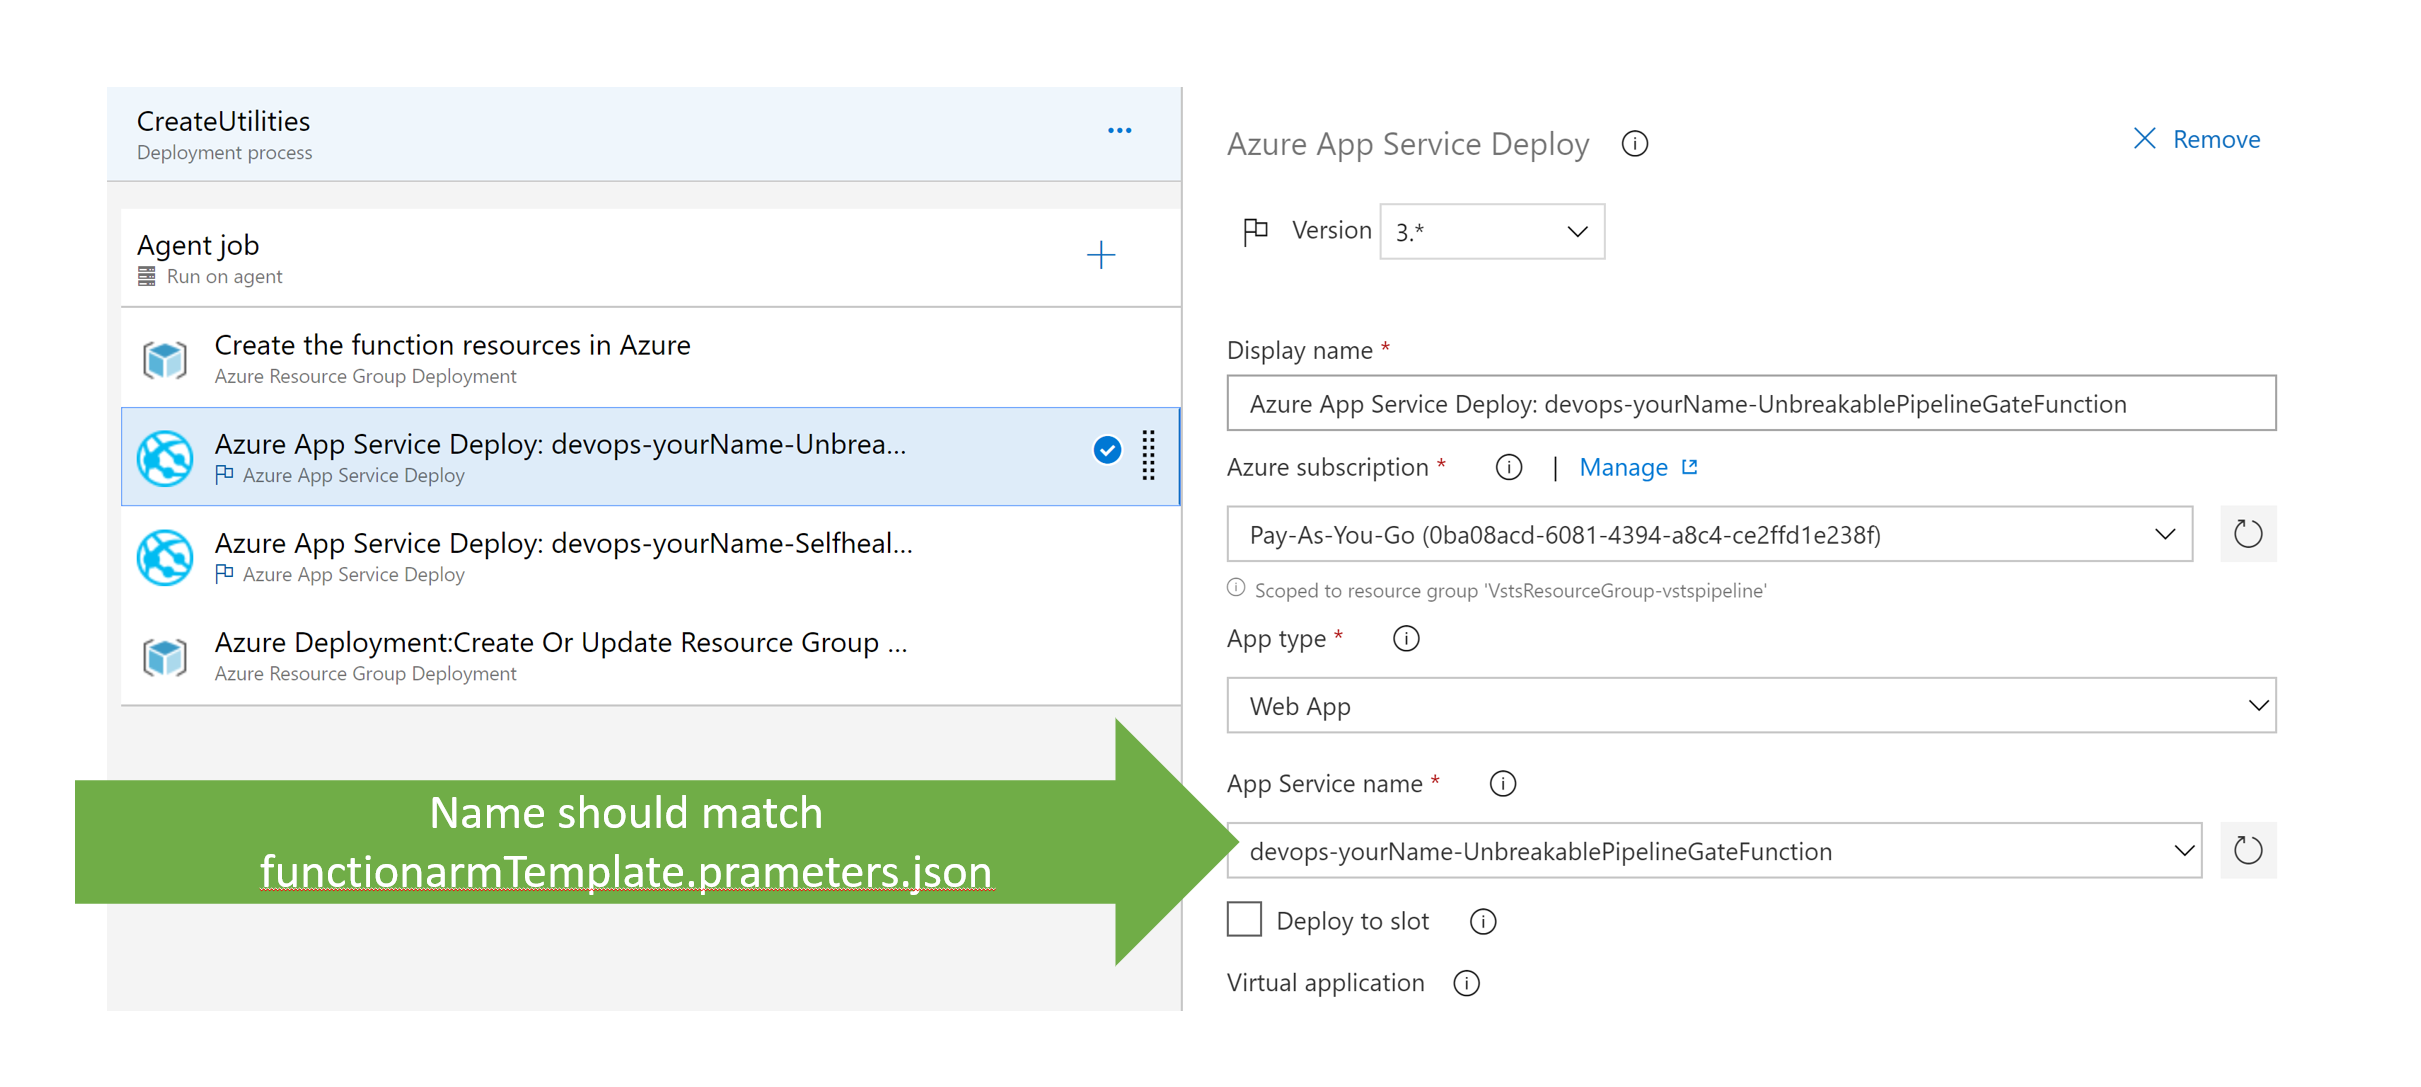 CreateUtilities
Deployment process
Agent job
Run on agent
Create the function resources in Azure
Azure Resource Group Deployment
Azure App Service Deploy: devops-yourName-Unbrea...
Azure App Service Deploy
Azure App Service Deploy: devops-yourName-Selfheal...
Azure App Service Deploy
Azure Deployment:Create Or Update Resource Group ...
Azure Resource Group Deployment
Name should match
functionarmTemplate.prameters.json
Azure App Service Deploy
Remove
Version 3.*
Display name *
Azure App Service Deploy: devops-yourName-UnbreakablePipelineGateFunction
Azure subscription * | Manage
Pay-As-You-Go (0ba08acd-6081-4394-a8c4-ce2ffd1e238f)
Scoped to resource group 'VstsResourceGroup-vstspipeline'
App type *
Web App
App Service name *
devops-yourName-UnbreakablePipelineGateFunction
Deploy to slot
Virtual application